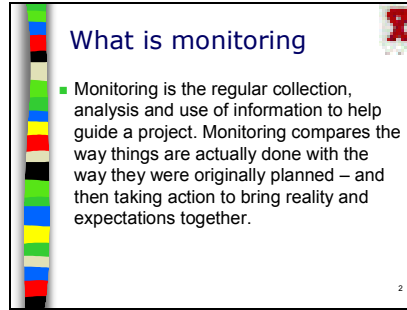 What is monitoring
Monitoring is the regular collection,
analysis and use of information to help
guide a project. Monitoring compares the
way things are actually done with the
way they were originally planned – and
then taking action to bring reality and
expectations together.
2